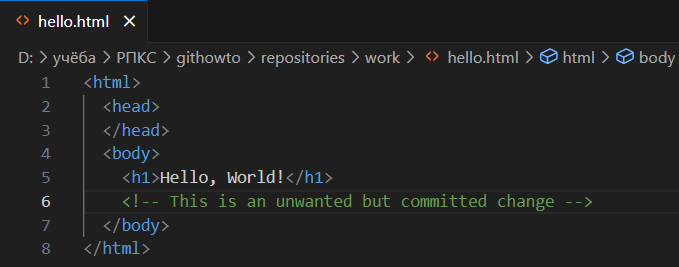 hello.html ×
D: > учёба > РПКС > githowto > repositories > work > <> hello.html > html > body
1 <html>
2 <head>
3 </head>
4 <body>
5 <h1>Hello, World!</h1>
6 <!-- This is an unwanted but committed change -->
7 </body>
8 </html>